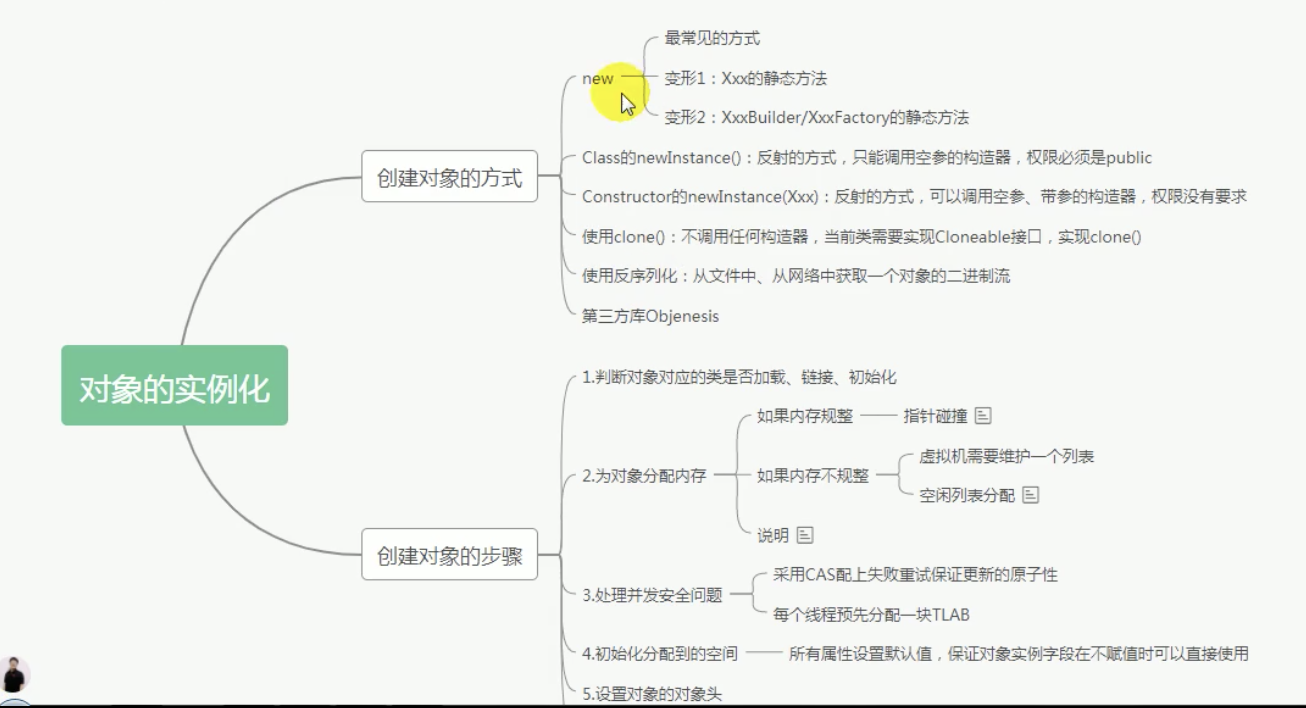 最常见的方式
new
变形1：Xxx的静态方法
变形2：XxxBuilder/XxxFactory的静态方法
Class的newInstance()：反射的方式，只能调用空参的构造器，权限必须是public
创建对象的方式
Constructor的newInstance(Xxx)：反射的方式，可以调用空参、带参的构造器，权限没有要求
使用clone()：不调用任何构造器，当前类需要实现Cloneable接口，实现clone()
使用反序列化：从文件中、从网络中获取一个对象的二进制流
第三方库Objenesis
对象的实例化
1.判断对象对应的类是否加载、链接、初始化
如果内存规整
指针碰撞
2.为对象分配内存
如果内存不规整
虚拟机需要维护一个列表
空闲列表分配
说明
创建对象的步骤
3.处理并发安全问题
采用CAS配上失败重试保证更新的原子性
每个线程预先分配一块TLAB
4.初始化分配到的空间
所有属性设置默认值，保证对象实例字段在不赋值时可以直接使用
5.设置对象的对象头